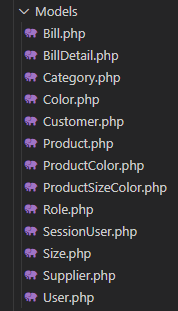 Models
Bill.php
BillDetail.php
Category.php
Color.php
Customer.php
Product.php
ProductColor.php
ProductSizeColor.php
Role.php
SessionUser.php
Size.php
Supplier.php
User.php